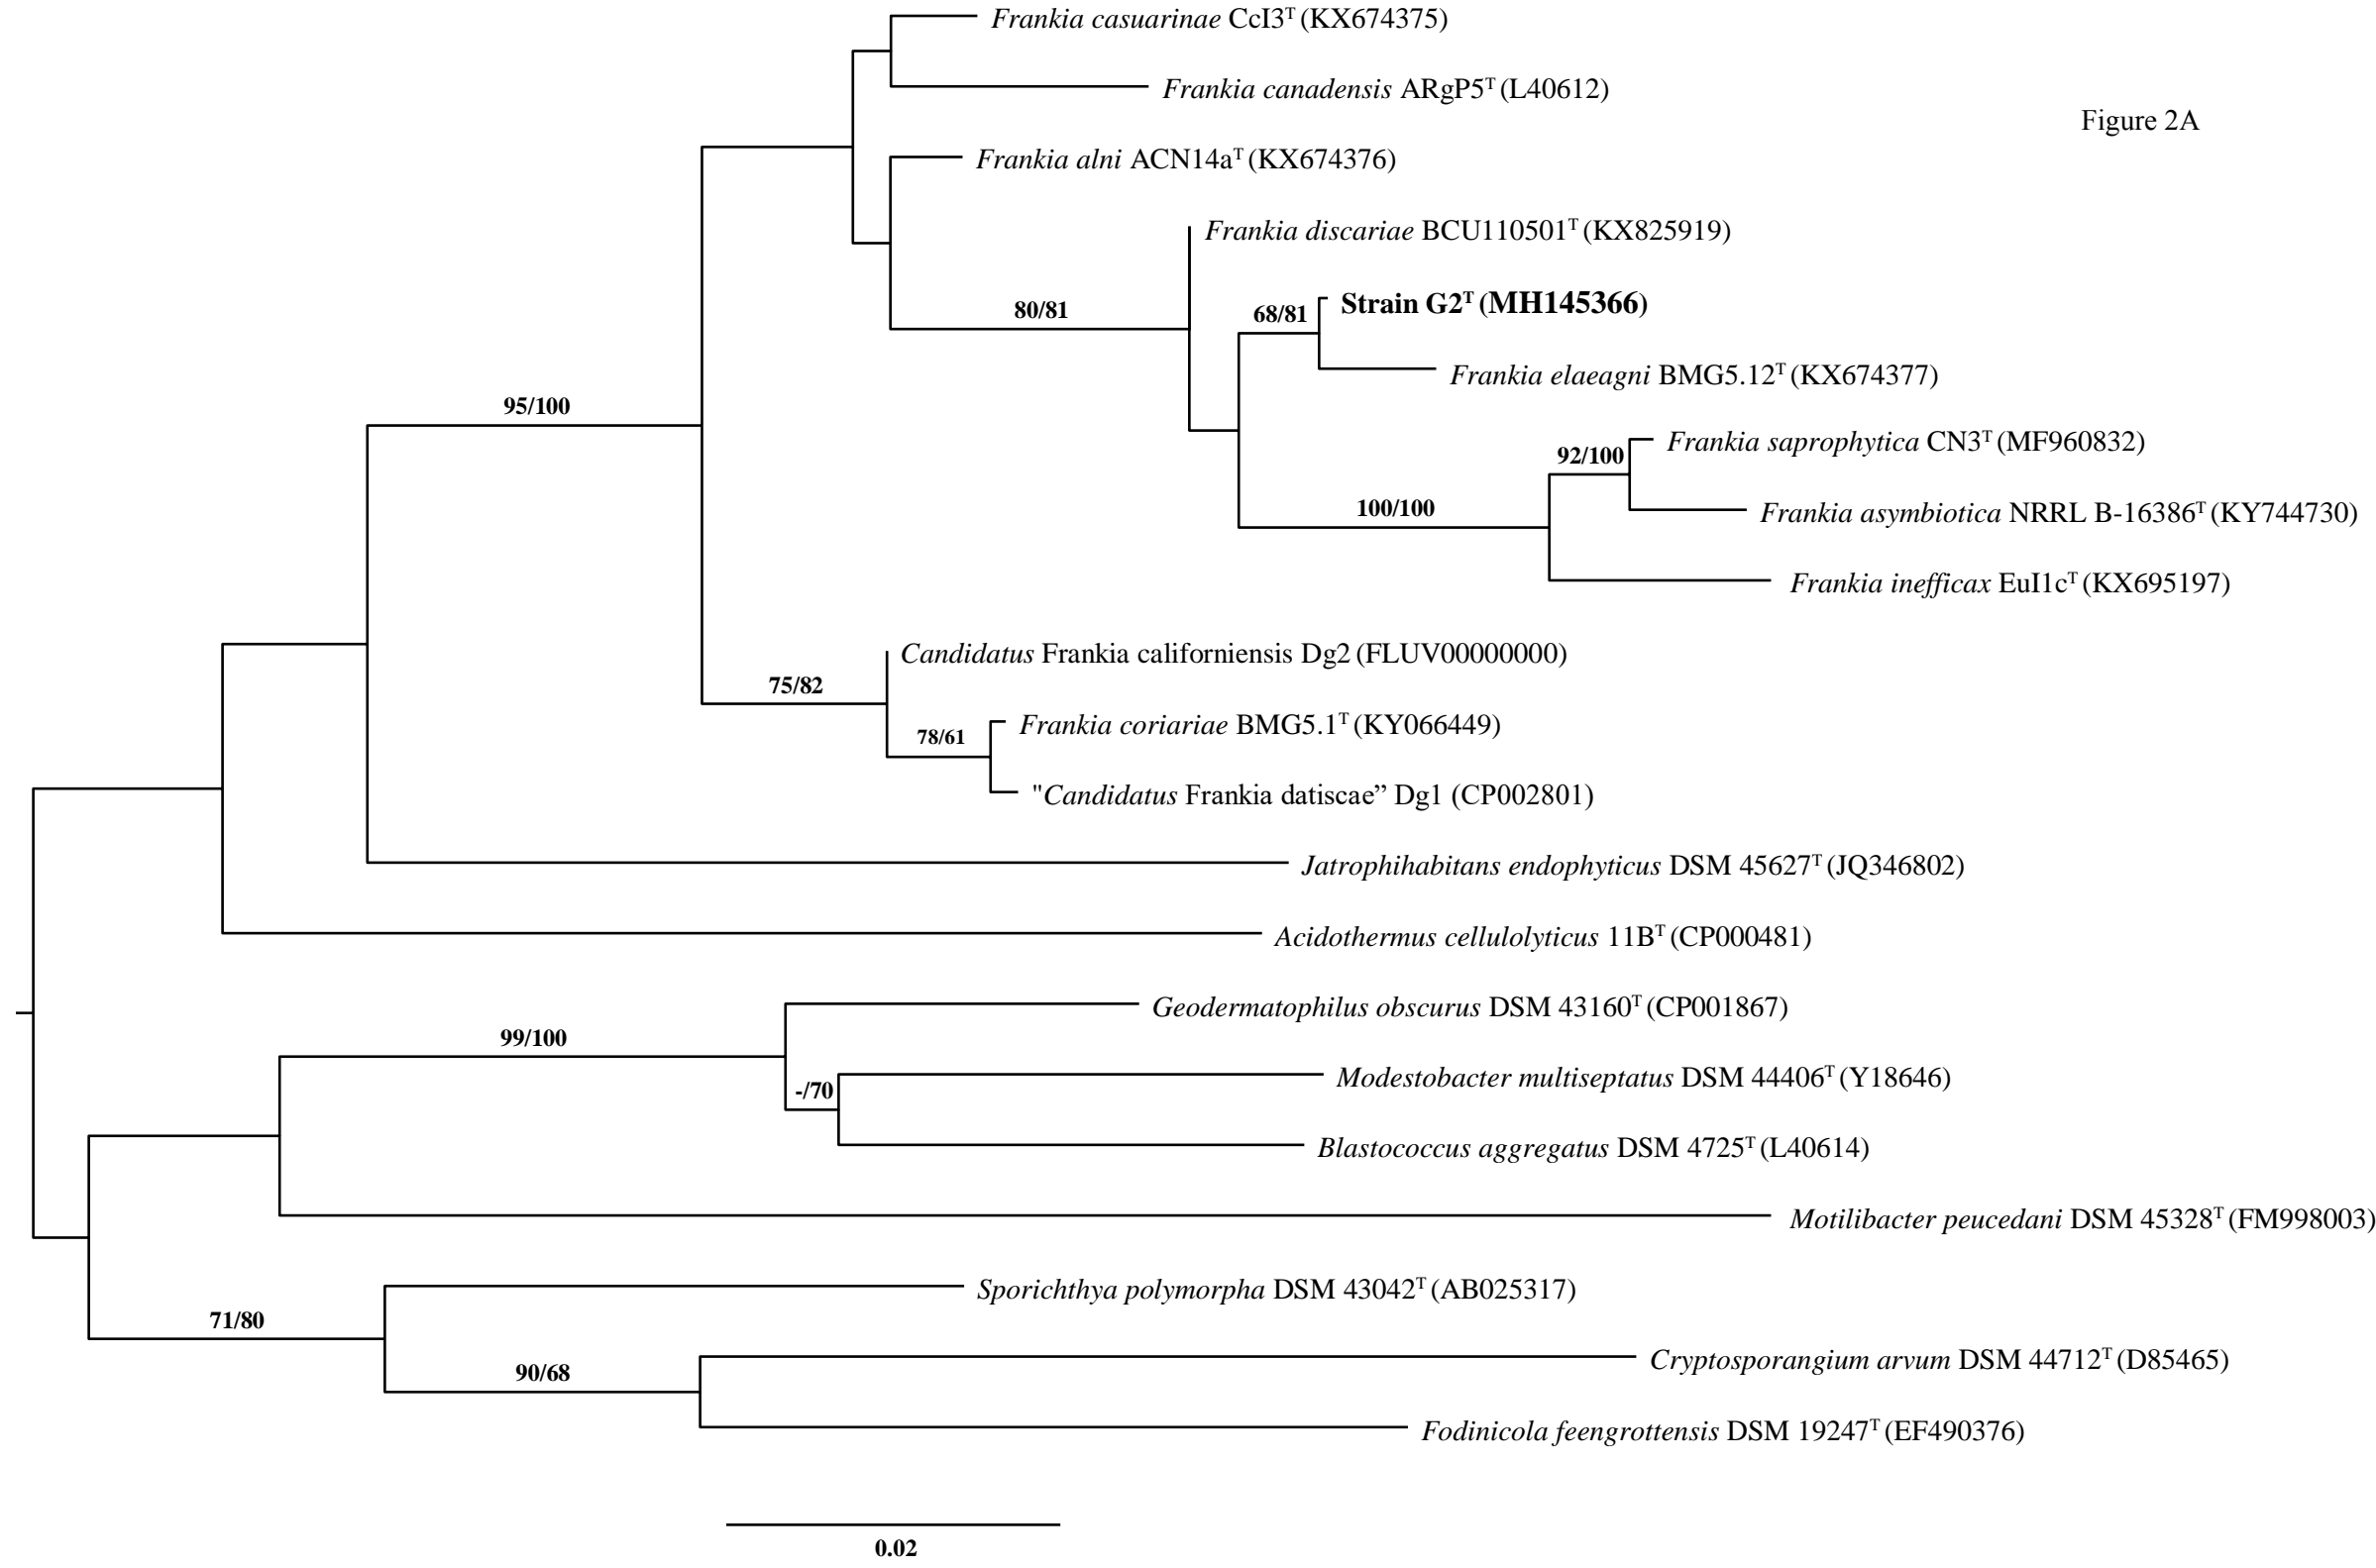 Frankia casuarinae CcI3T (KX674375)
Frankia canadensis ARgP5T (L40612)
Figure 2A
Frankia alni ACN14aT (KX674376)
Frankia discariae BCU110501T (KX825919)
80/81
68/81
Strain G2T (MH145366)
Frankia elaeagni BMG5.12T (KX674377)
95/100
Frankia saprophytica CN3T (MF960832)
92/100
100/100
Frankia asymbiotica NRRL B-16386T (KY744730)
Frankia inefficax EuI1cT (KX695197)
Candidatus Frankia californiensis Dg2 (FLUV00000000)
75/82
78/61
Frankia coriariae BMG5.1T (KY066449)
"Candidatus Frankia datiscae” Dg1 (CP002801)
Jatrophihabitans endophyticus DSM 45627T (JQ346802)
Acidothermus cellulolyticus 11BT (CP000481)
Geodermatophilus obscurus DSM 43160T (CP001867)
99/100
-/70
Modestobacter multiseptatus DSM 44406T (Y18646)
Blastococcus aggregatus DSM 4725T (L40614)
Motilibacter peucedani DSM 45328T (FM998003)
Sporichthya polymorpha DSM 43042T (AB025317)
71/80
90/68
Cryptosporangium arvum DSM 44712T (D85465)
Fodinicola feengrottensis DSM 19247T (EF490376)
0.02